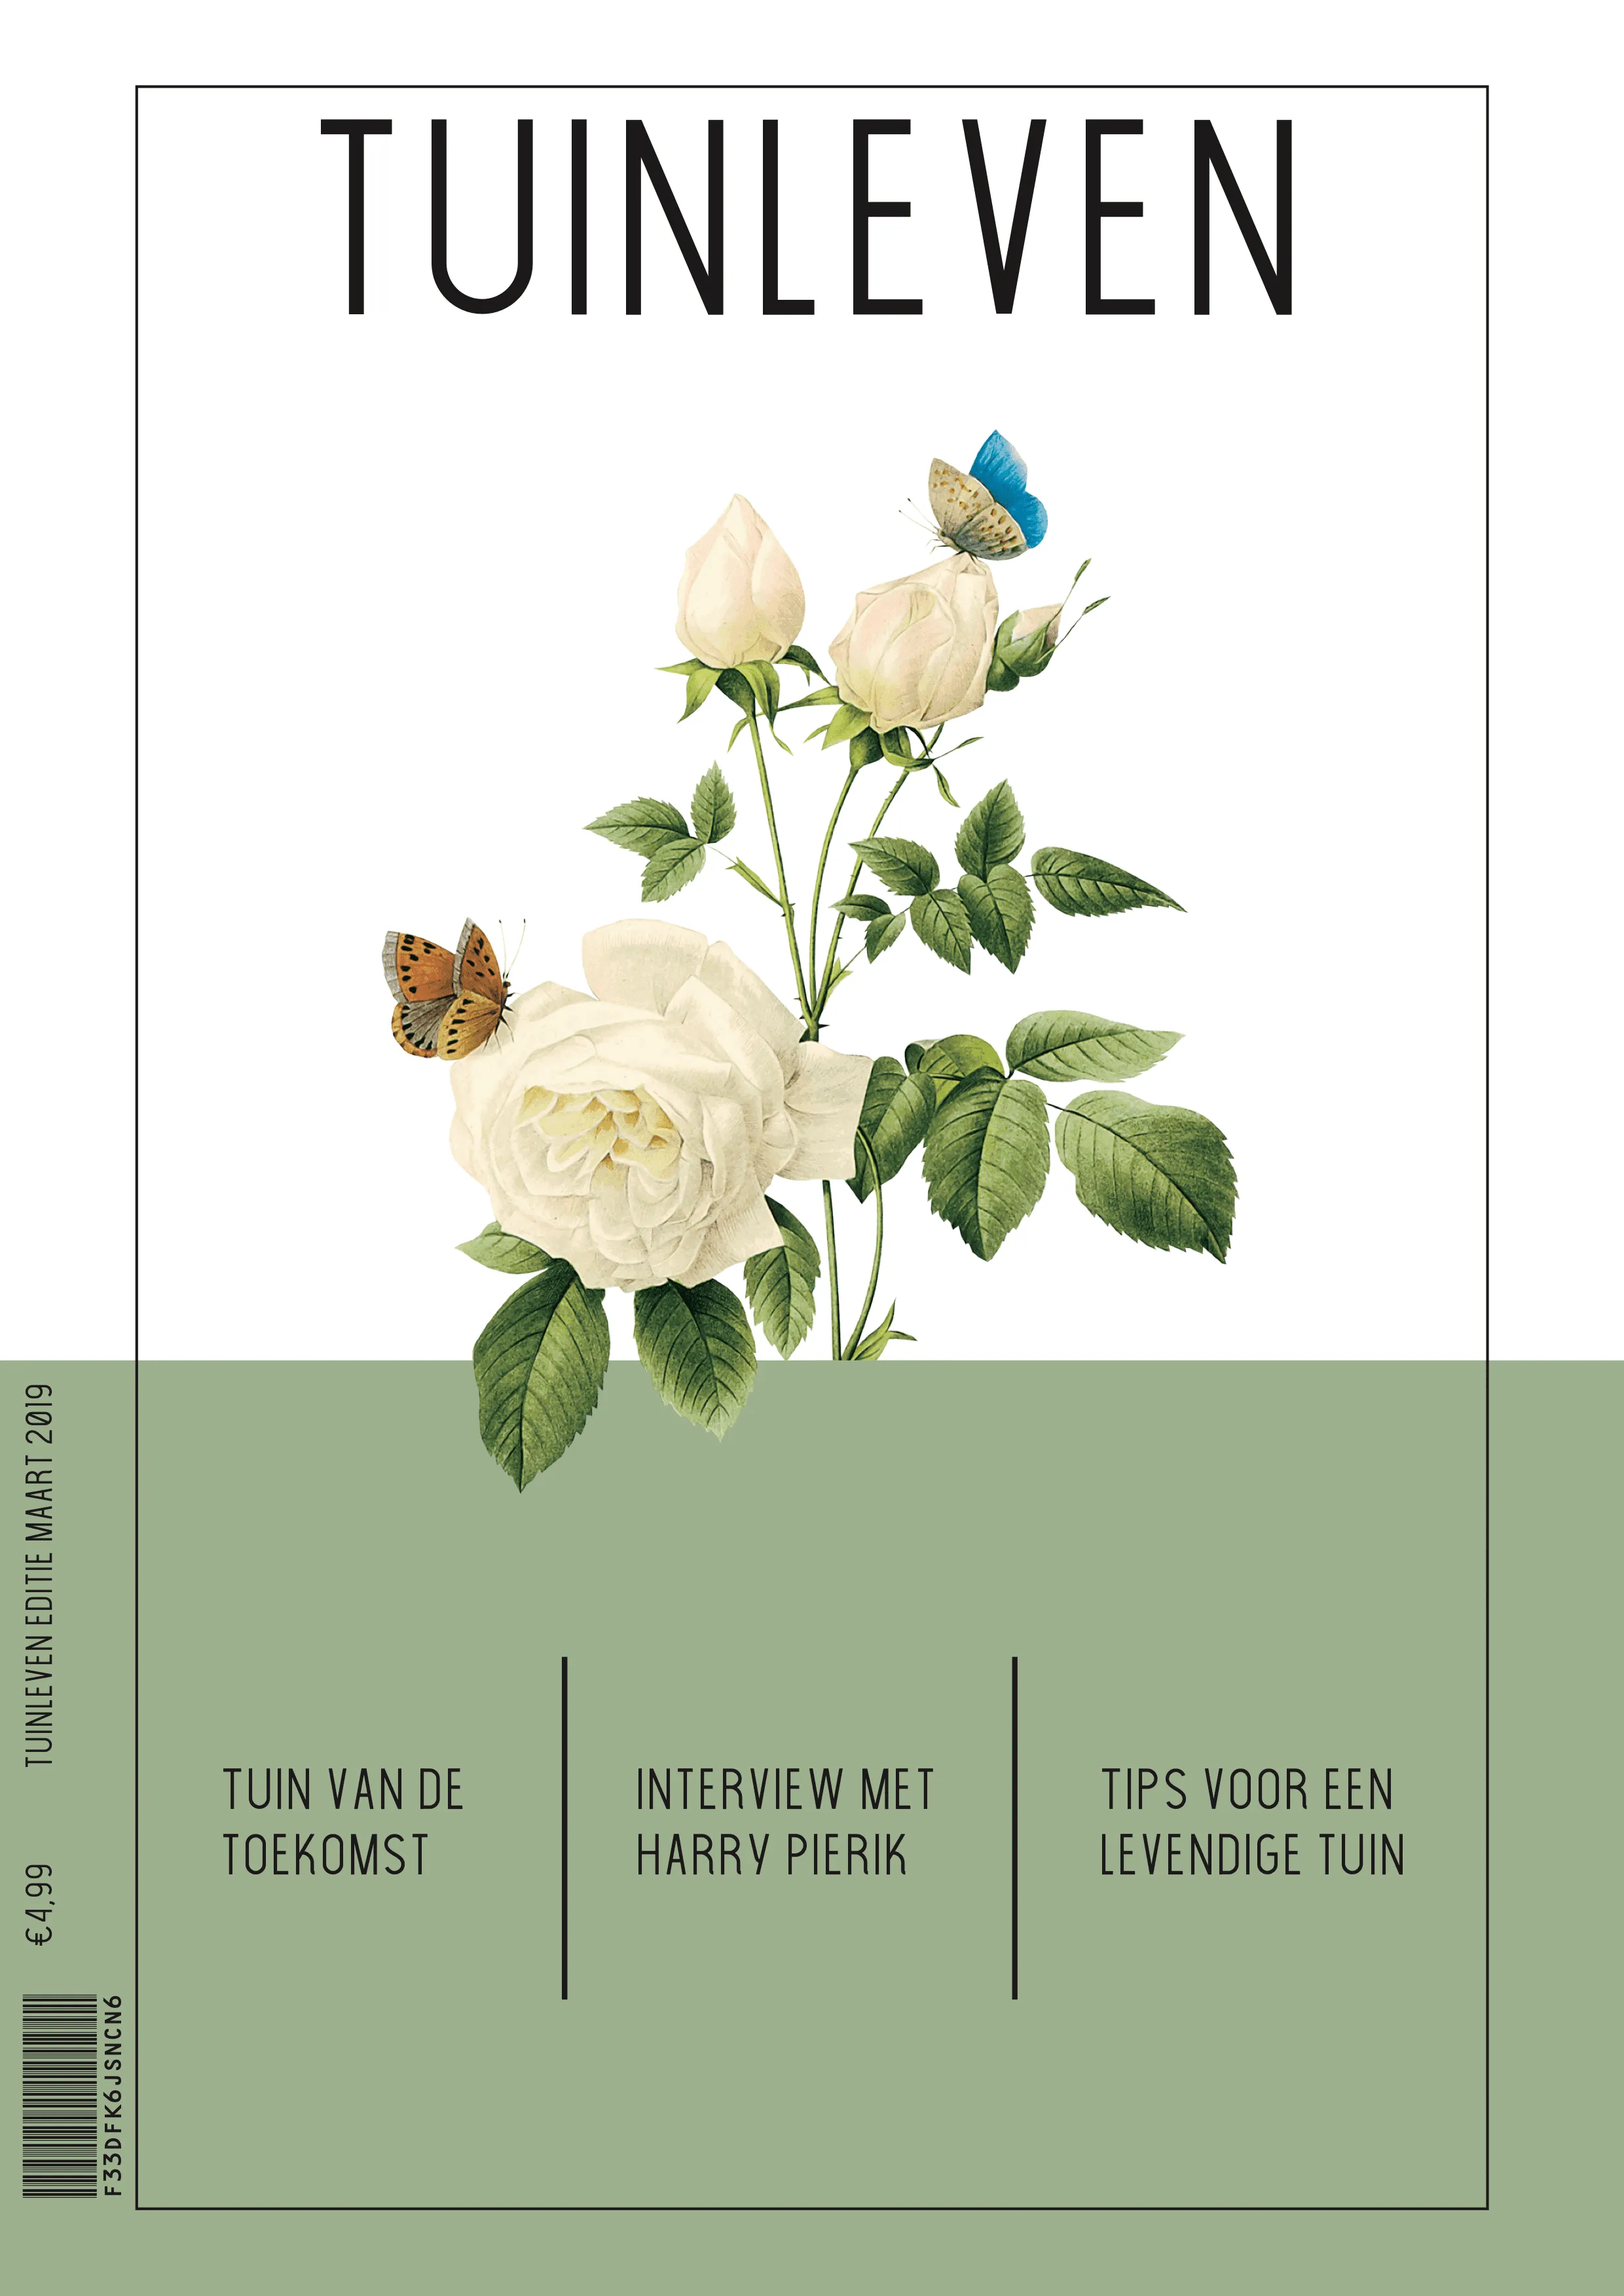 TUINLEVEN
TUINLEVEN EDITIE MAART 2019
€4,99
F33DFK6JSNCN6
TUIN VAN DE
TOEKOMST
INTERVIEW MET
HARRY PIERIK
TIPS VOOR EEN
LEVENDIGE TUIN